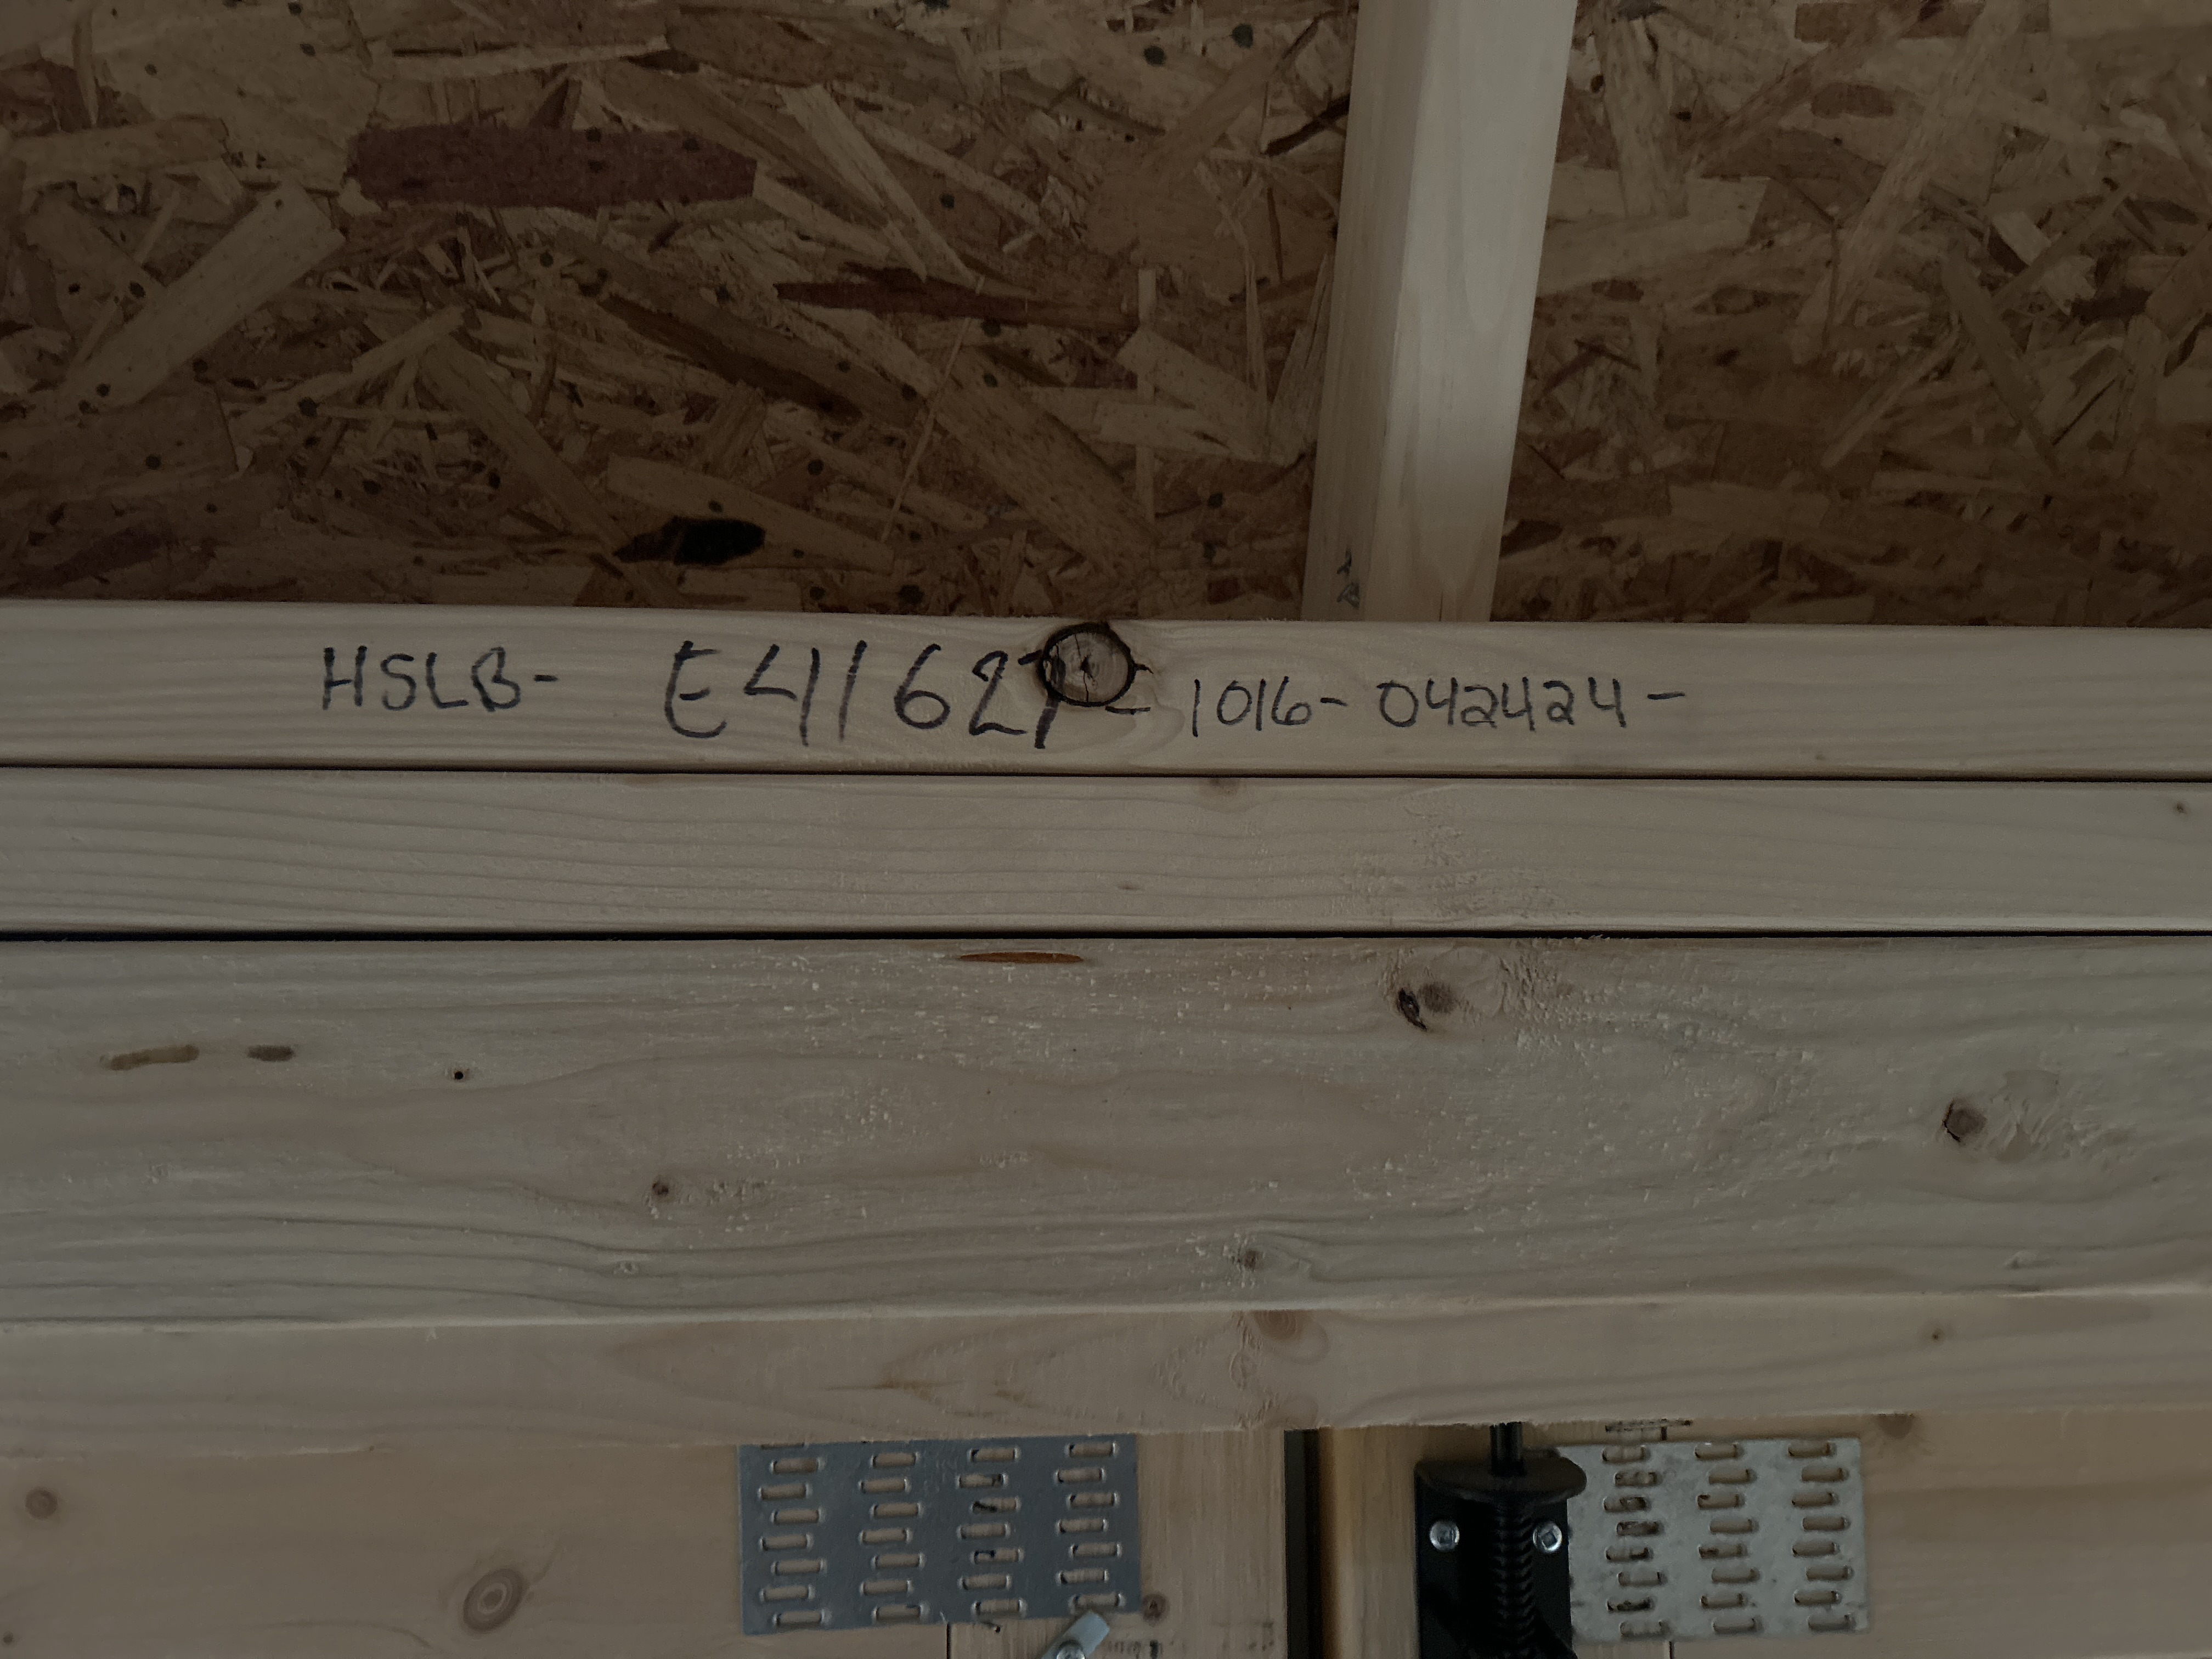 HSLB- E41627 - 1016- 042424-